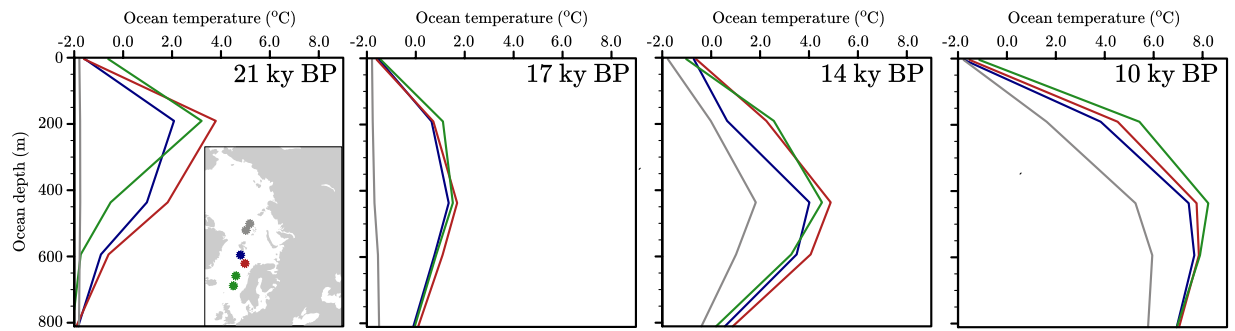 Ocean temperature (°C) Ocean temperature (°C) Ocean temperature (°C) Ocean temperature (°C)
-2.0 0.0 2.0 4.0 6.0 8.0 -2.0 0.0 2.0 4.0 6.0 8.0 -2.0 0.0 2.0 4.0 6.0 8.0 -2.0 0.0 2.0 4.0 6.0 8.0
0
21 ky BP 17 ky BP 14 ky BP 10 ky BP
200
400
600
800
Ocean depth (m)